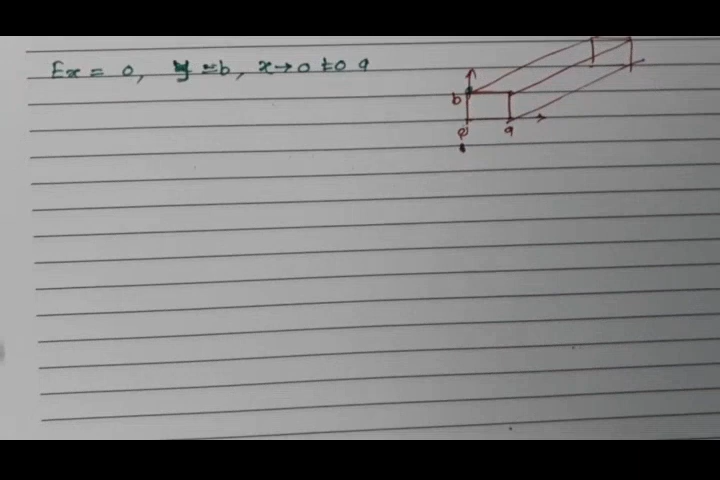 Ex = 0, y = b, x → 0 to a
b
0
a